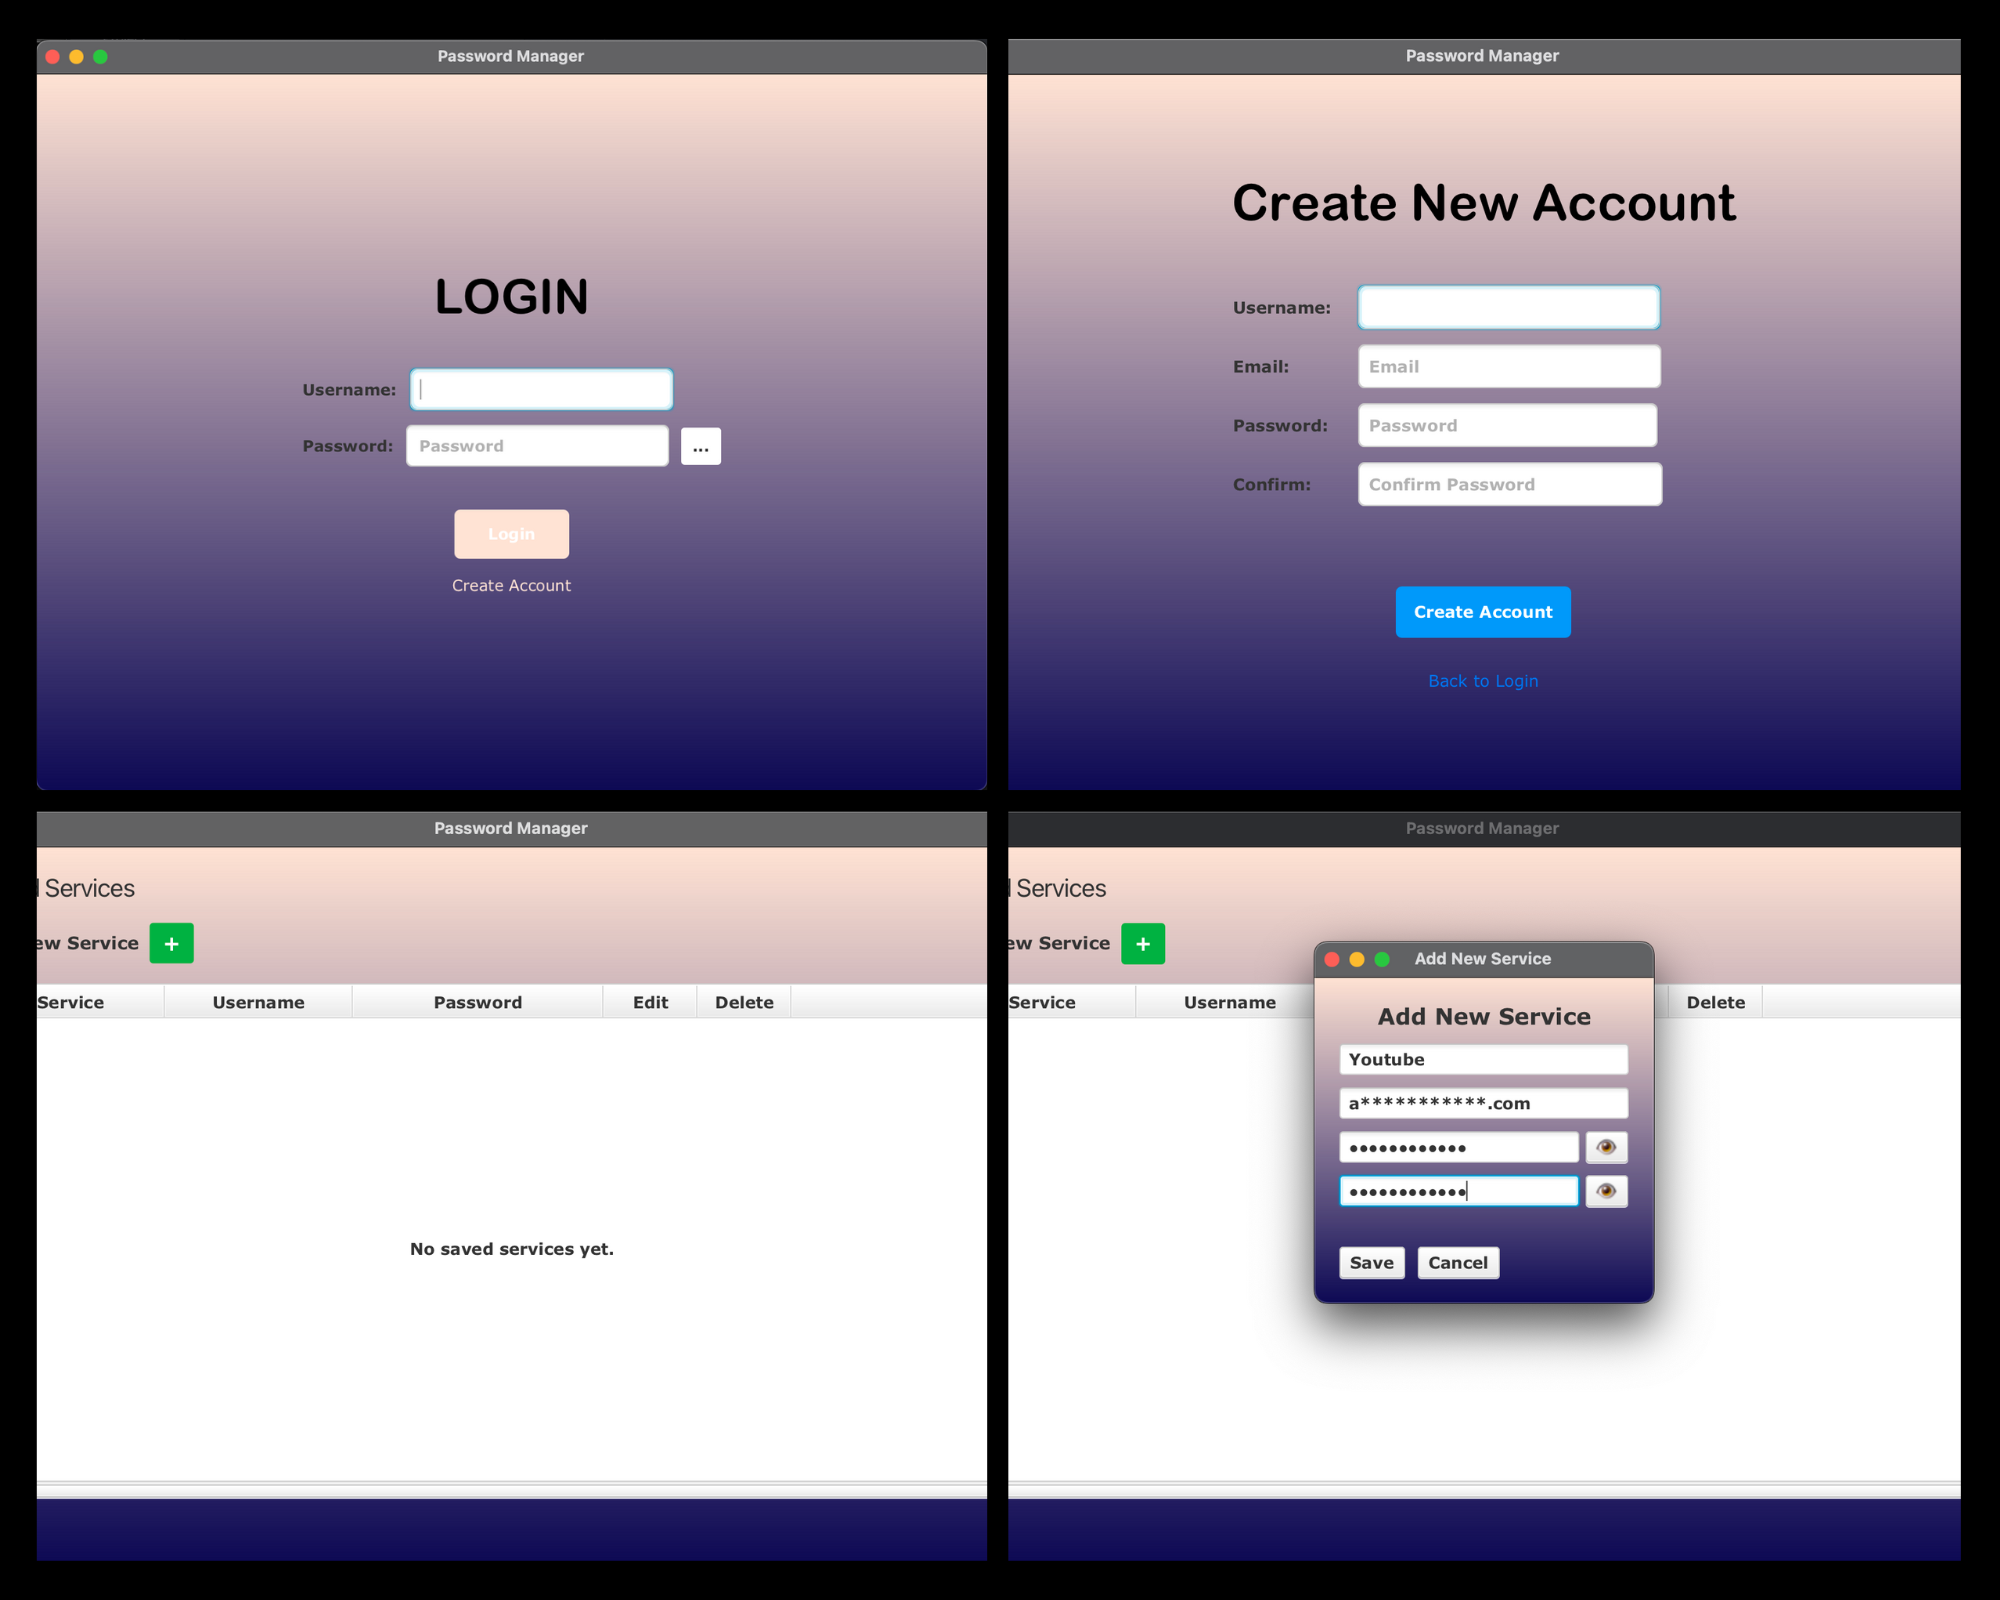 Password Manager
LOGIN
Username:
Password: Password ...
Login
Create Account
Password Manager
Create New Account
Username:
Email: Email
Password: Password
Confirm: Confirm Password
Create Account
Back to Login
Password Manager
Services
ew Service +
Service Username Password Edit Delete
No saved services yet.
Password Manager
Services
ew Service +
Service Username Delete
Add New Service
Add New Service
Youtube
a***********.com
••••••••••••
••••••••••••
Save Cancel